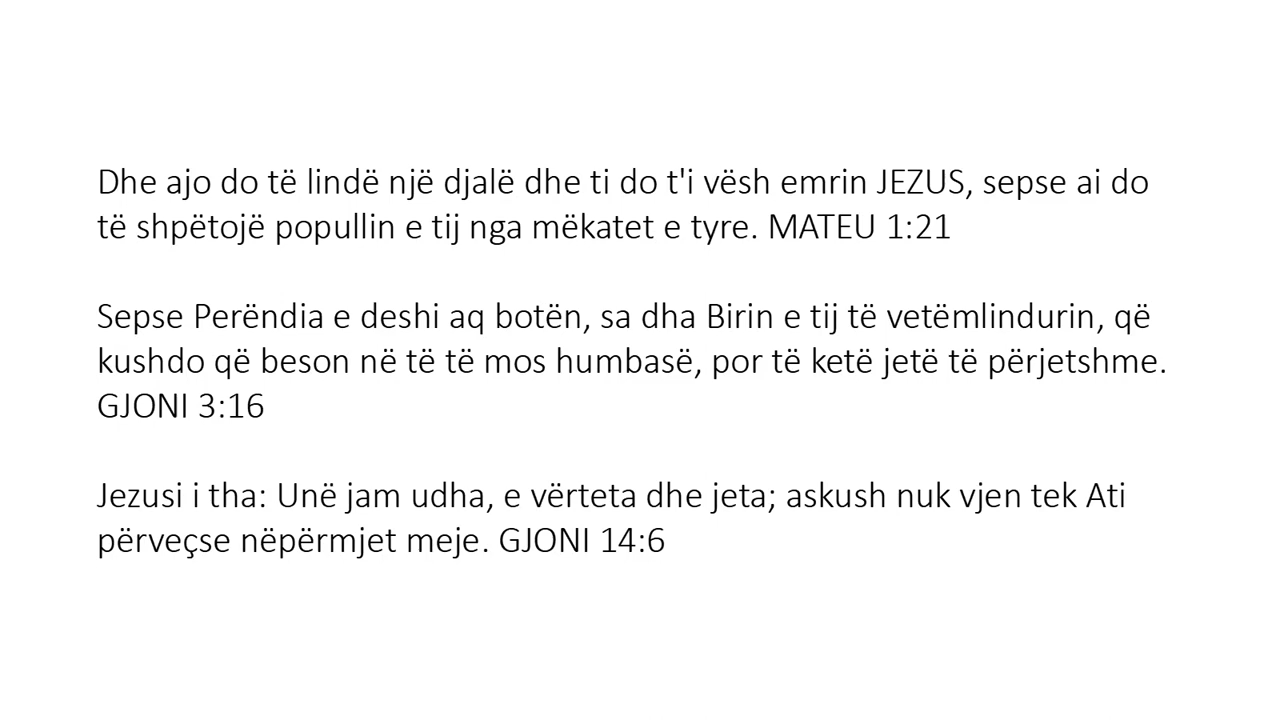 Dhe ajo do të lindë një djalë dhe ti do t'i vësh emrin JEZUS, sepse ai do
të shpëtojë popullin e tij nga mëkatet e tyre. MATEU 1:21
Sepse Perëndia e deshi aq botën, sa dha Birin e tij të vetëmlindurin, që
kushdo që beson në të të mos humbasë, por të ketë jetë të përjetshme.
GJONI 3:16
Jezusi i tha: Unë jam udha, e vërteta dhe jeta; askush nuk vjen tek Ati
përveçse nëpërmjet meje. GJONI 14:6